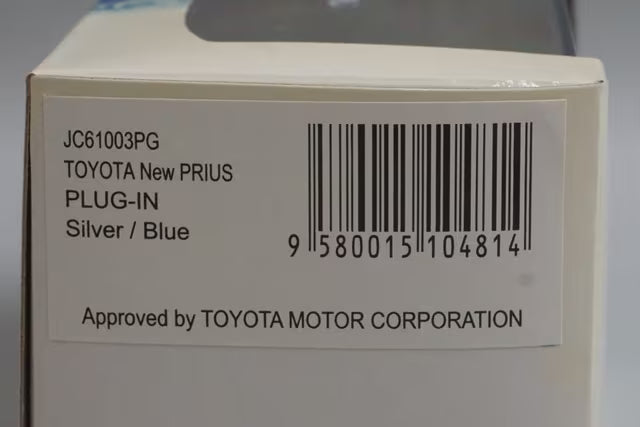 JC61003PG
TOYOTA New PRIUS
PLUG-IN
Silver / Blue
9 580015 104814
Approved by TOYOTA MOTOR CORPORATION